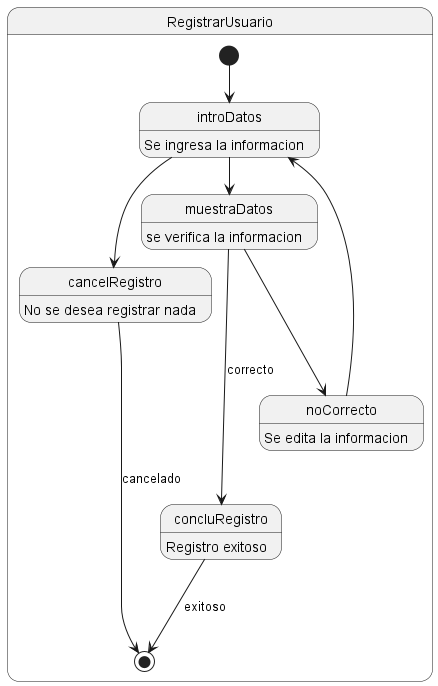 RegistrarUsuario
introDatos
Se ingresa la informacion
muestraDatos
se verifica la informacion
cancelRegistro
No se desea registrar nada
correcto
noCorrecto
Se edita la informacion
cancelado
concluRegistro
Registro exitoso
exitoso